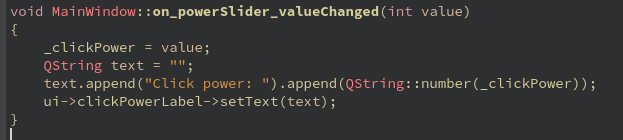 void MainWindow::on_powerSlider_valueChanged(int value)
{
    _clickPower = value;
    QString text = "";
    text.append("Click power: ").append(QString::number(_clickPower));
    ui->clickPowerLabel->setText(text);
}